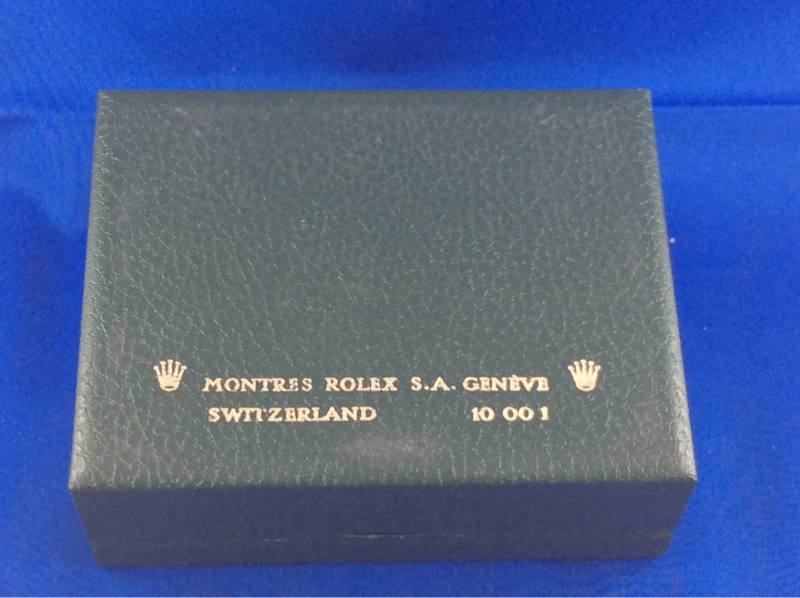 MONTRES ROLEX S.A. GENÈVE
SWITZERLAND 10 00 1